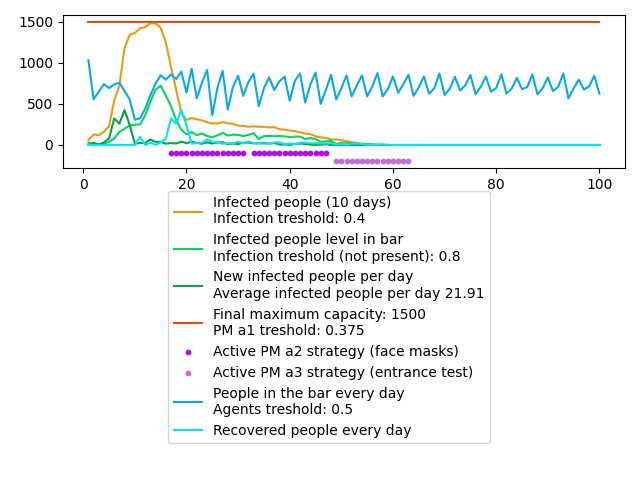 1500
1000
500
0
0
20
40
60
80
100
Infected people (10 days)
Infection treshold: 0.4
Infected people level in bar
Infection treshold (not present): 0.8
New infected people per day
Average infected people per day 21.91
Final maximum capacity: 1500
PM a1 treshold: 0.375
Active PM a2 strategy (face masks)
Active PM a3 strategy (entrance test)
People in the bar every day
Agents treshold: 0.5
Recovered people every day